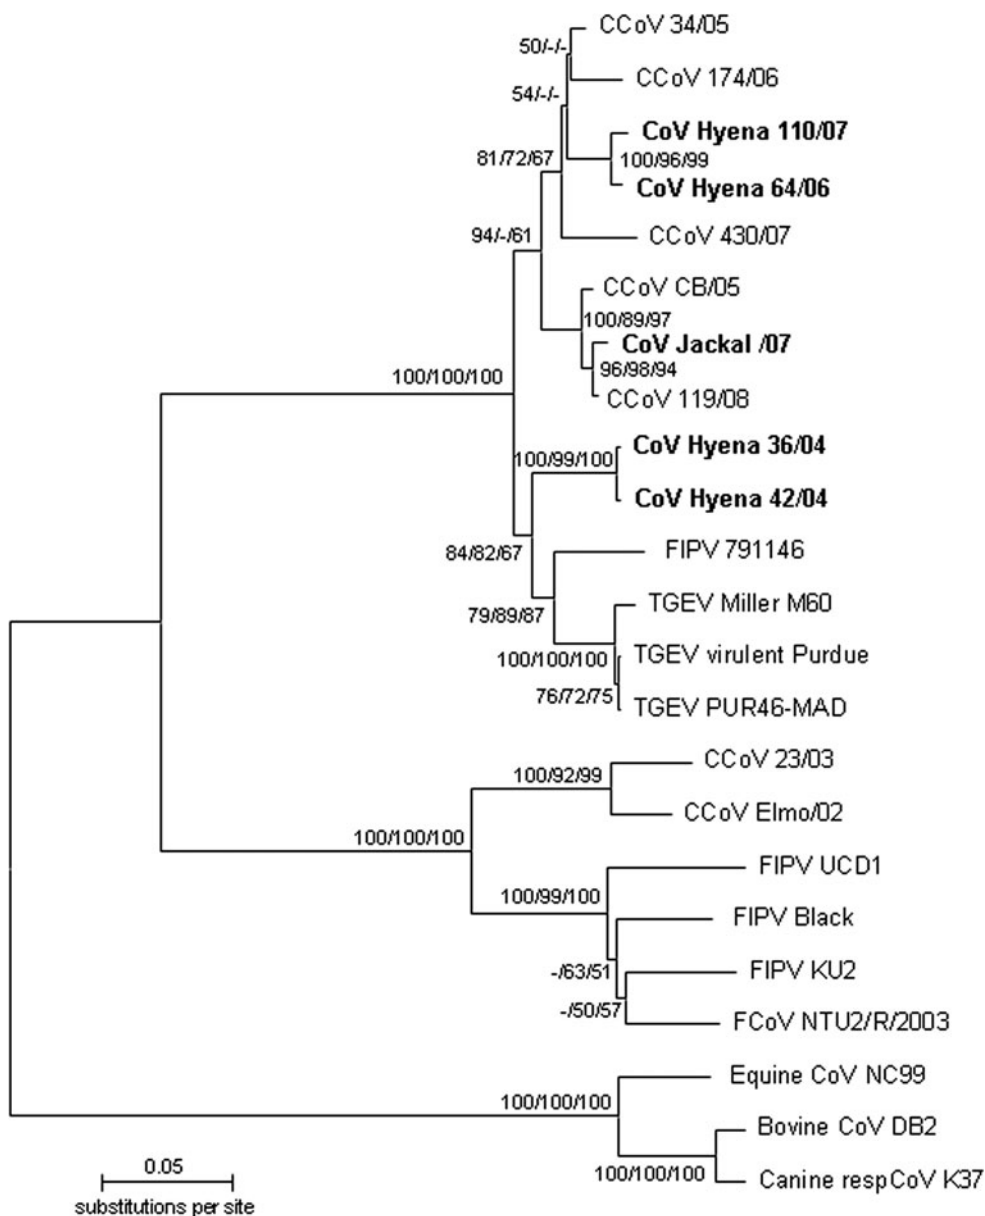 CCoV 34/05
50/-/-
CCoV 174/06
54/-/-
CoV Hyena 110/07
81/72/67
100/96/99
CoV Hyena 64/06
94/-/61
CCoV 430/07
CCoV CB/05
100/89/97
CoV Jackal /07
96/98/94
100/100/100
CCoV 119/08
CoV Hyena 36/04
100/99/100
CoV Hyena 42/04
84/82/67
FIPV 791146
TGEV Miller M60
79/89/87
TGEV virulent Purdue
100/100/100
76/72/75
TGEV PUR46-MAD
CCoV 23/03
100/92/99
CCoV Elmo/02
100/100/100
FIPV UCD1
100/99/100
FIPV Black
-/63/51
FIPV KU2
-/50/57
FCoV NTU2/R/2003
Equine CoV NC99
100/100/100
Bovine CoV DB2
100/100/100
Canine respCoV K37
0.05
substitutions per site